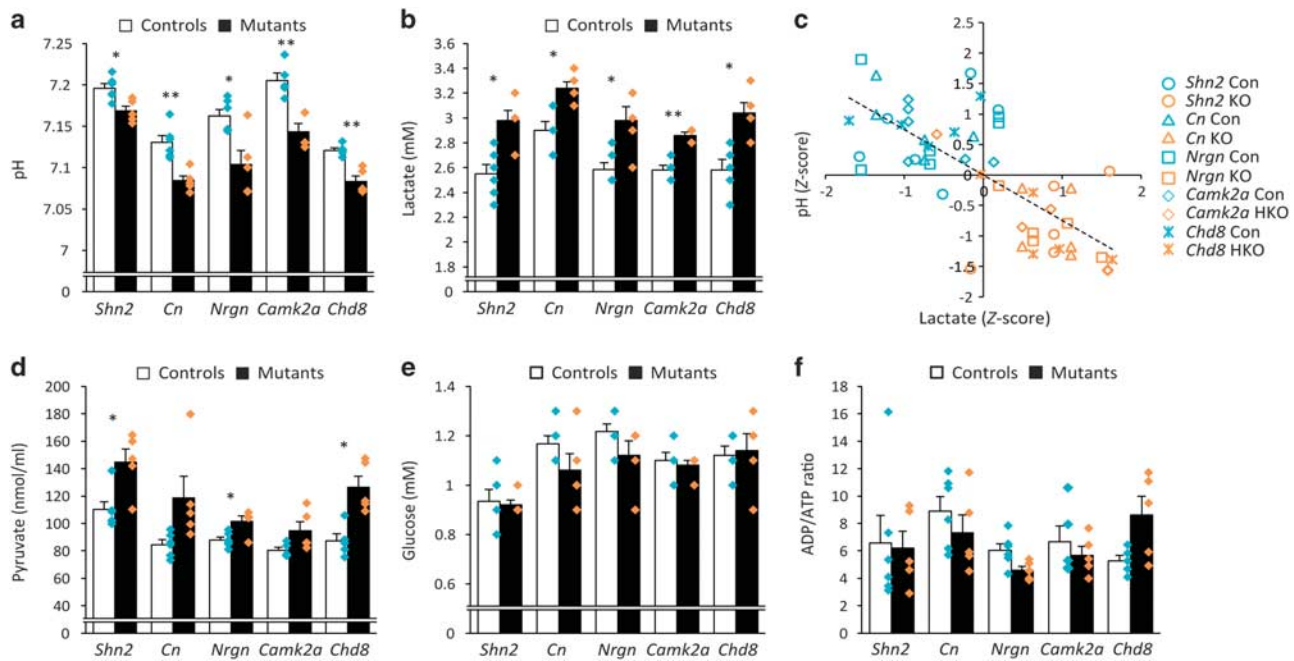 a
Controls Mutants
pH
7.25
7.2
7.15
7.1
7.05
7
0
*
**
*
**
**
Shn2 Cn Nrgn Camk2a Chd8
b
Controls Mutants
Lactate (mM)
3.6
3.4
3.2
3.0
2.8
2.6
2.4
2.2
2.0
1.8
0
*
*
*
**
*
Shn2 Cn Nrgn Camk2a Chd8
c
pH (Z-score)
2.5
2
1.5
1
0.5
0
-0.5
-1
-1.5
-2
-2 -1 0 1 2
Lactate (Z-score)
Shn2 Con
Shn2 KO
Cn Con
Cn KO
Nrgn Con
Nrgn KO
Camk2a Con
Camk2a HKO
Chd8 Con
Chd8 HKO
d
Controls Mutants
Pyruvate (nmol/ml)
200
180
160
140
120
100
80
60
40
0
*
*
*
Shn2 Cn Nrgn Camk2a Chd8
e
Controls Mutants
Glucose (mM)
1.4
1.2
1
0.8
0.6
0
Shn2 Cn Nrgn Camk2a Chd8
f
Controls Mutants
ADP/ATP ratio
18
16
14
12
10
8
6
4
2
0
Shn2 Cn Nrgn Camk2a Chd8